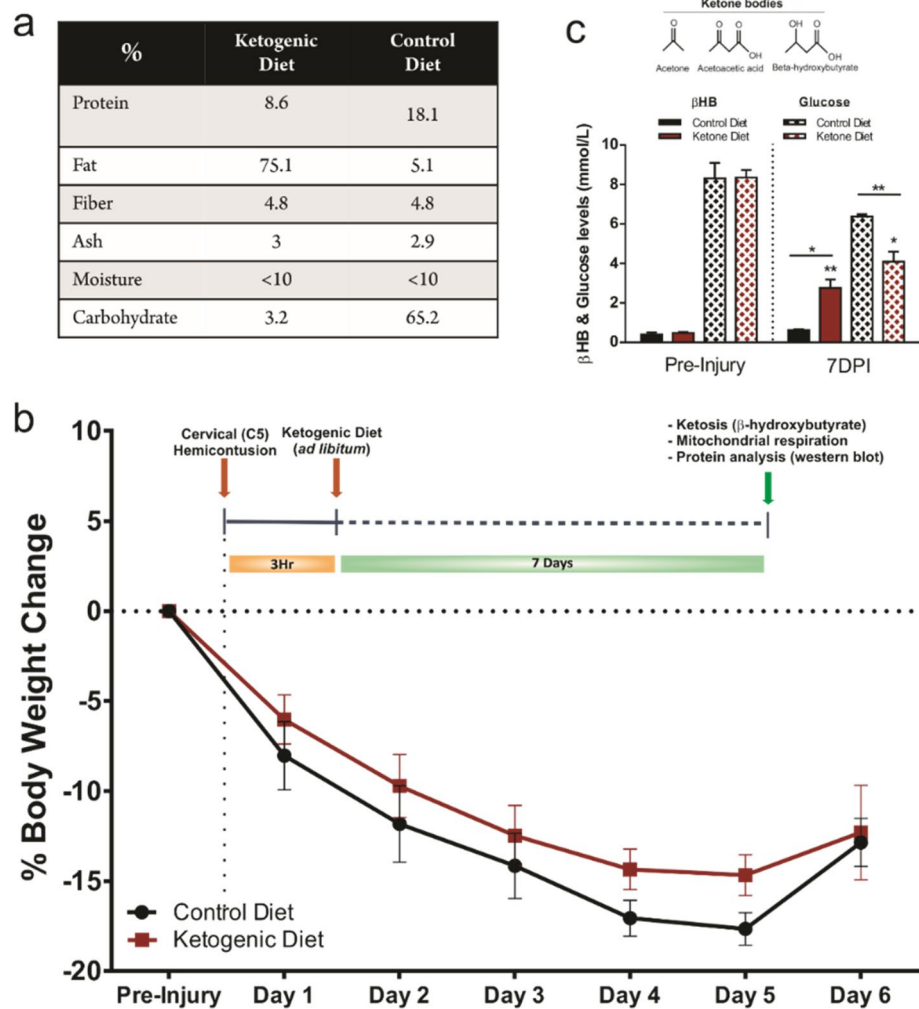 a
% Ketogenic Diet Control Diet
Protein 8.6 18.1
Fat 75.1 5.1
Fiber 4.8 4.8
Ash 3 2.9
Moisture <10 <10
Carbohydrate 3.2 65.2
c
Ketone bodies
O O O OH O
OH OH
Acetone Acetoacetic acid Beta-hydroxybutyrate
βHB Glucose
Control Diet Control Diet
Ketone Diet Ketone Diet
β HB & Glucose levels (mmol/L)
10
8
6
4
2
0
* ** ** *
Pre-Injury 7DPI
b
Cervical (C5)
Hemicontusion
Ketogenic Diet
(ad libitum)
- Ketosis (β-hydroxybutyrate)
- Mitochondrial respiration
- Protein analysis (western blot)
3Hr 7 Days
% Body Weight Change
10
5
0
-5
-10
-15
-20
Control Diet
Ketogenic Diet
Pre-Injury Day 1 Day 2 Day 3 Day 4 Day 5 Day 6